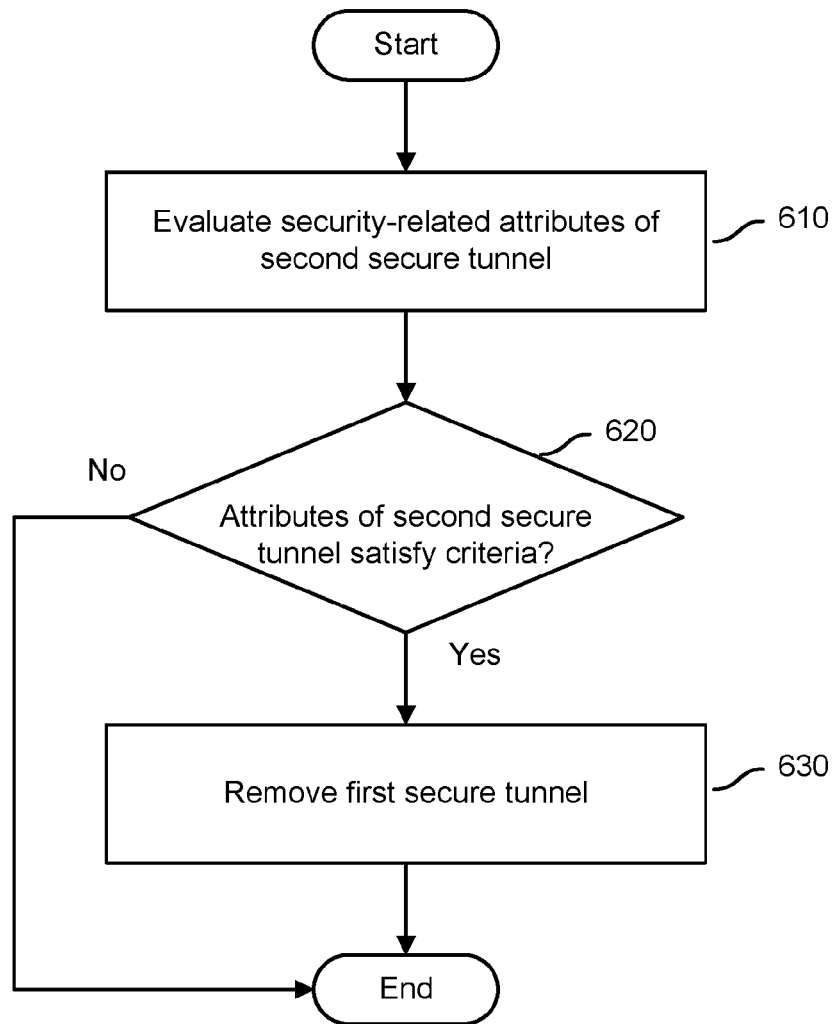 Start
Evaluate security-related attributes of
second secure tunnel
610
620
No
Attributes of second secure
tunnel satisfy criteria?
Yes
Remove first secure tunnel
630
End